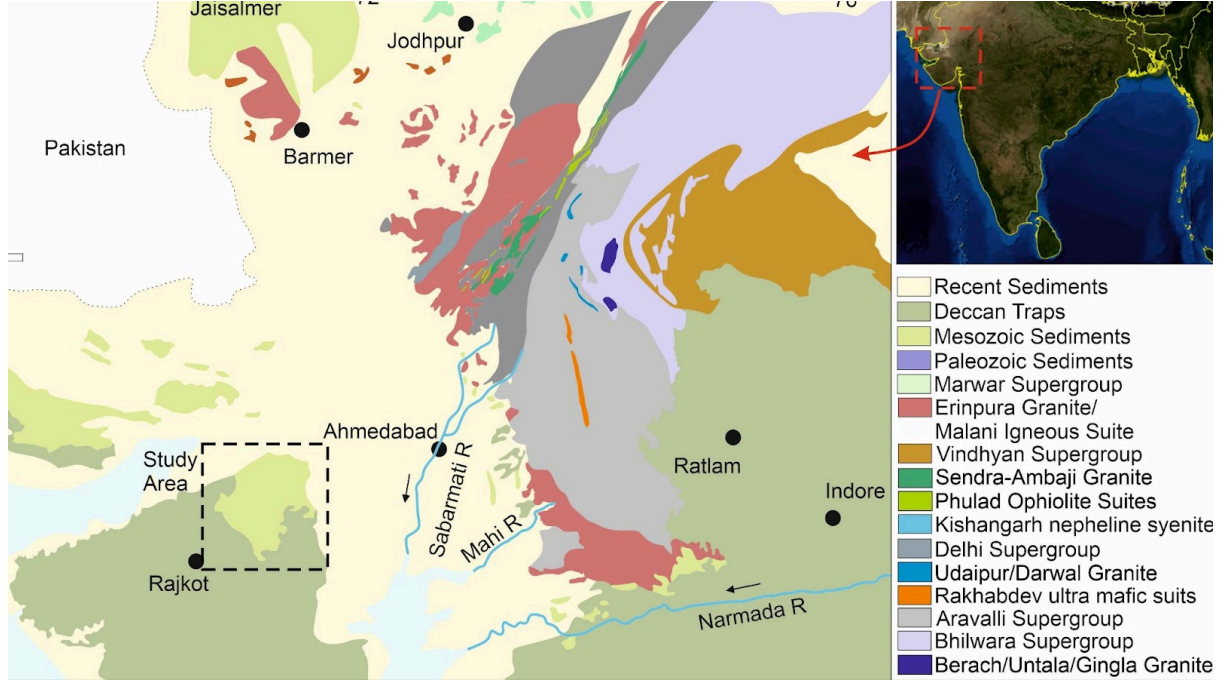 Jaisalmer
72
76
Jodhpur
Pakistan
Barmer
Ahmedabad
Study
Area
Sabarmati R
Mahi R
Ratlam
Indore
Rajkot
Narmada R
Recent Sediments
Deccan Traps
Mesozoic Sediments
Paleozoic Sediments
Marwar Supergroup
Erinpura Granite/
Malani Igneous Suite
Vindhyan Supergroup
Sendra-Ambaji Granite
Phulad Ophiolite Suites
Kishangarh nepheline syenite
Delhi Supergroup
Udaipur/Darwal Granite
Rakhabdev ultra mafic suits
Aravalli Supergroup
Bhilwara Supergroup
Berach/Untala/Gingla Granite